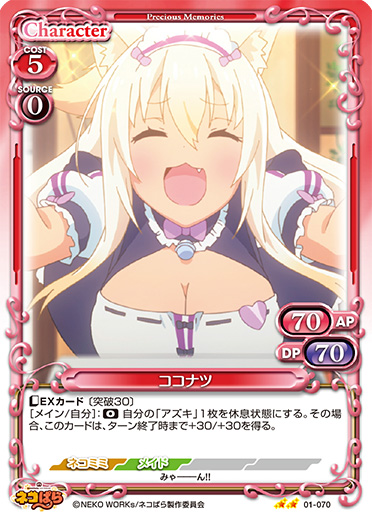 Precious Memories
Character
COST
5
SOURCE
0
70 AP
DP 70
ココナツ
EXカード [突破30]
[メイン/自分]: 自分の「アズキ」1枚を休息状態にする。その場
合、このカードは、ターン終了時まで+30/+30を得る。
ネコミミ メイド
みゃーーん!!
ネコぱら
©NEKO WORKs/ネコぱら製作委員会
01-070